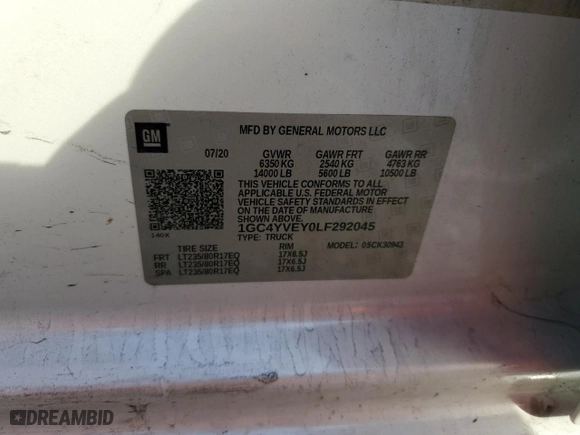 GM
MFD BY GENERAL MOTORS LLC
07/20 GVWR GAWR FRT GAWR RR
6350 KG 2540 KG 4763 KG
14000 LB 5600 LB 10500 LB
THIS VEHICLE CONFORMS TO ALL
APPLICABLE U.S. FEDERAL MOTOR
VEHICLE SAFETY STANDARDS IN EFFECT
ON THE DATE OF MANUFACTURE
SHOWN ABOVE.
1GC4YVEY0LF292045
TYPE: TRUCK
TIRE SIZE RIM MODEL: 05CK30943
FRT LT235/80R17EQ 17X6.5J
RR LT235/80R17EQ 17X6.5J
SPA LT235/80R17EQ 17X6.5J
DREAMBID